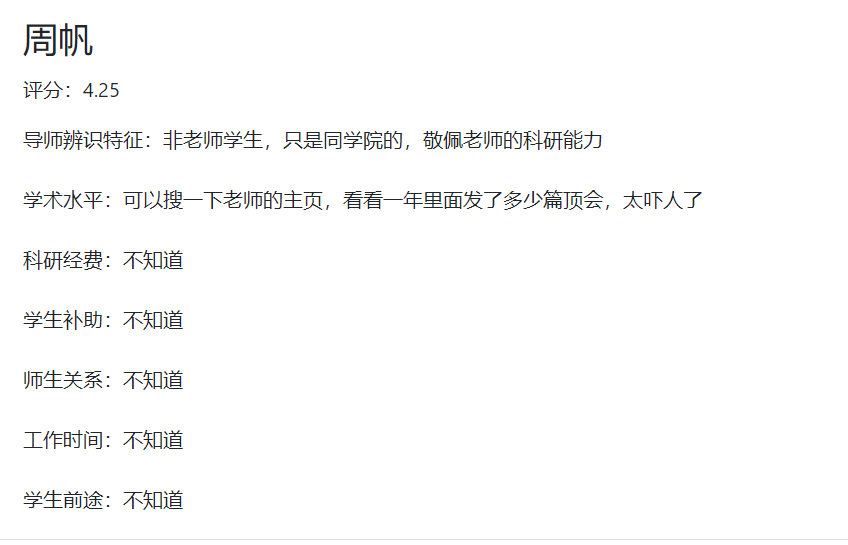 周帆
评分：4.25
导师辨识特征：非老师学生，只是同学院的，敬佩老师的科研能力
学术水平：可以搜一下老师的主页，看看一年里面发了多少篇顶会，太吓人了
科研经费：不知道
学生补助：不知道
师生关系：不知道
工作时间：不知道
学生前途：不知道